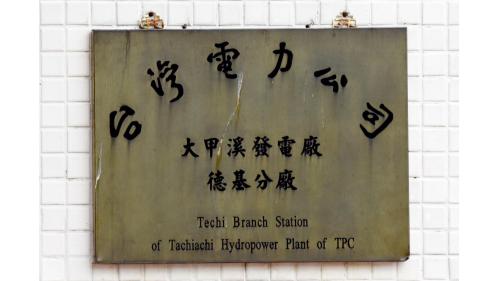 台灣電力公司
大甲溪發電廠
德基分廠
Techi Branch Station
of Tachiachi Hydropower Plant of TPC